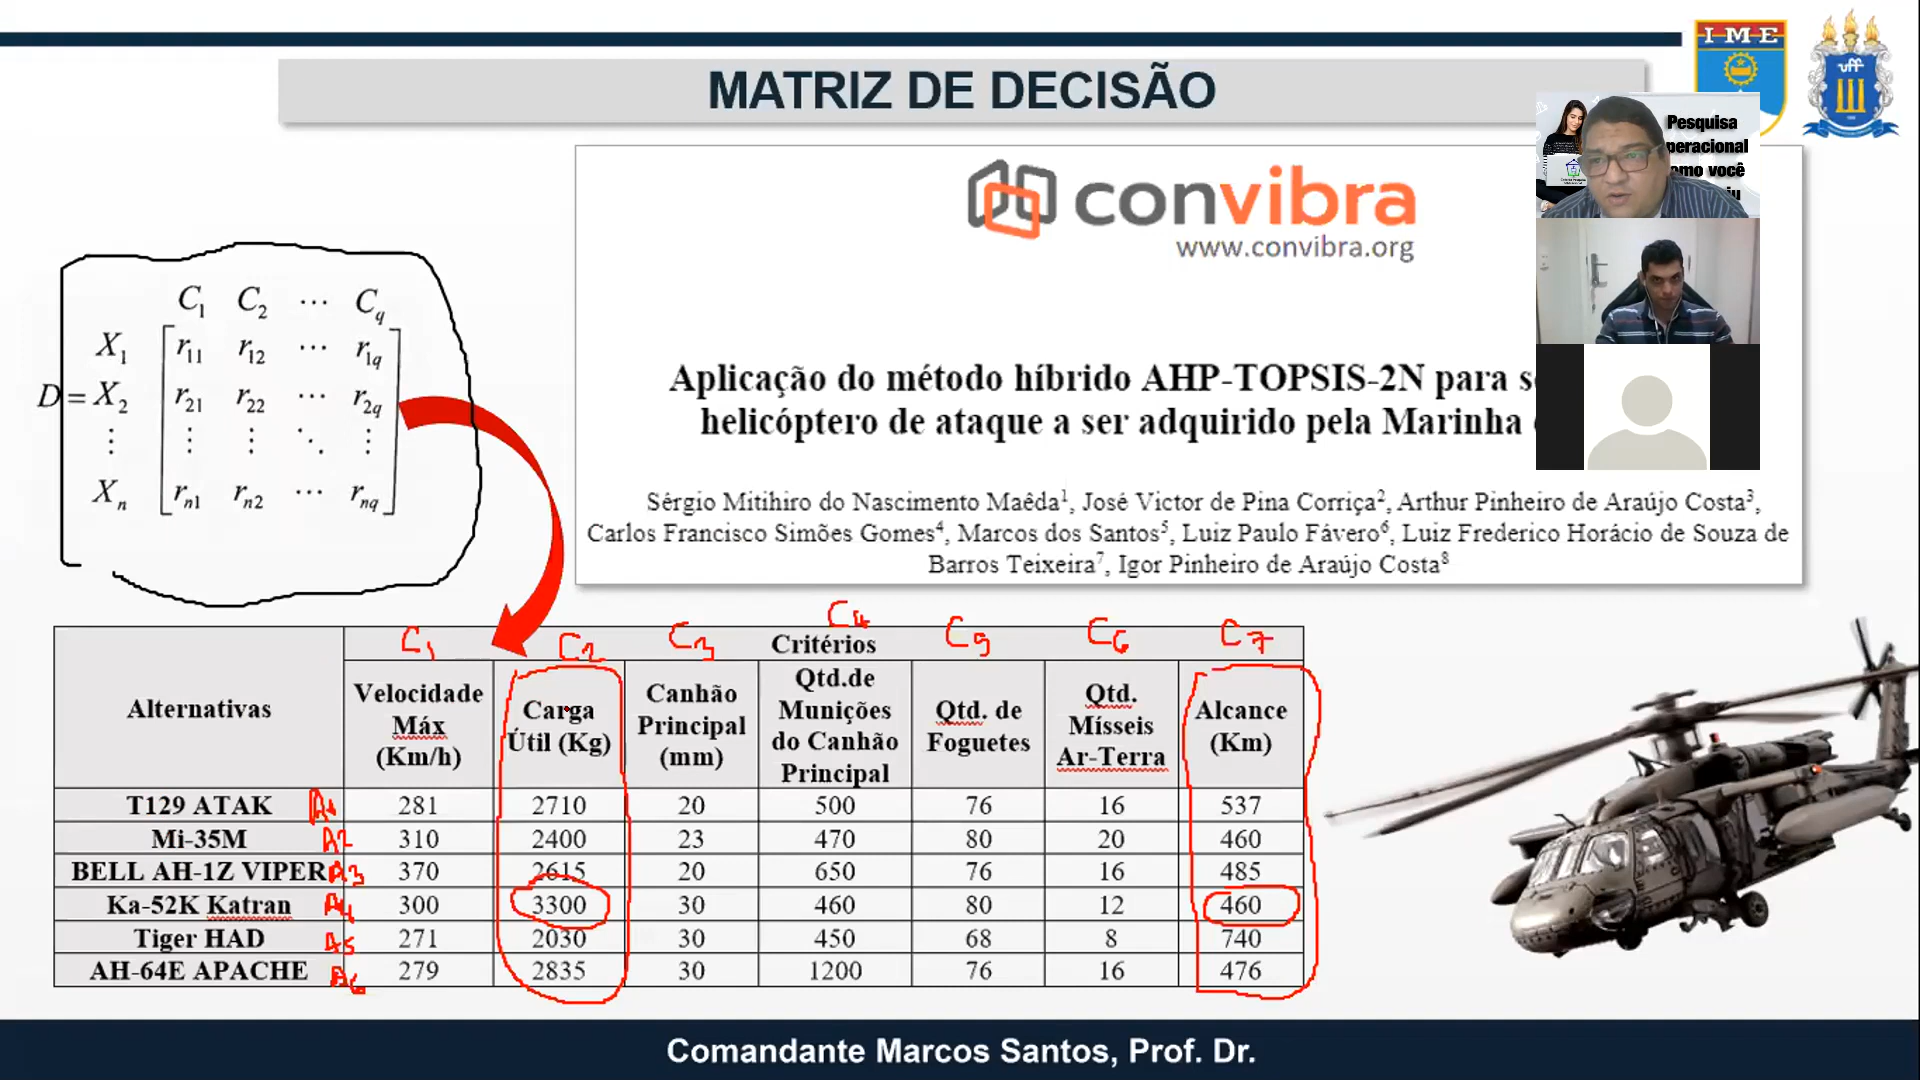 MATRIZ DE DECISÃO
IME
uff
Pesquisa
peracional
omo você
convibra
www.convibra.org
C1 C2 ⋯ Cq
X1 r11 r12 ⋯ r1q
D = X2 r21 r22 ⋯ r2q
⋮ ⋮ ⋮ ⋱ ⋮
Xn rn1 rn2 ⋯ rnq
Aplicação do método híbrido AHP-TOPSIS-2N para
helicóptero de ataque a ser adquirido pela Marinha
Sérgio Mitihiro do Nascimento Maêda1, José Victor de Pina Corriça2, Arthur Pinheiro de Araújo Costa3,
Carlos Francisco Simões Gomes4, Marcos dos Santos5, Luiz Paulo Fávero6, Luiz Frederico Horácio de Souza de
Barros Teixeira7, Igor Pinheiro de Araújo Costa8
C1 C2 C3 C4 C5 C6 C7
Critérios
Alternativas
Velocidade
Máx
(Km/h)
Carga
Útil (Kg)
Canhão
Principal
(mm)
Qtd.de
Munições
do Canhão
Principal
Qtd. de
Foguetes
Qtd.
Mísseis
Ar-Terra
Alcance
(Km)
T129 ATAK A1 281 2710 20 500 76 16 537
Mi-35M A2 310 2400 23 470 80 20 460
BELL AH-1Z VIPER A3 370 2615 20 650 76 16 485
Ka-52K Katran A4 300 3300 30 460 80 12 460
Tiger HAD A5 271 2030 30 450 68 8 740
AH-64E APACHE A6 279 2835 30 1200 76 16 476
Comandante Marcos Santos, Prof. Dr.